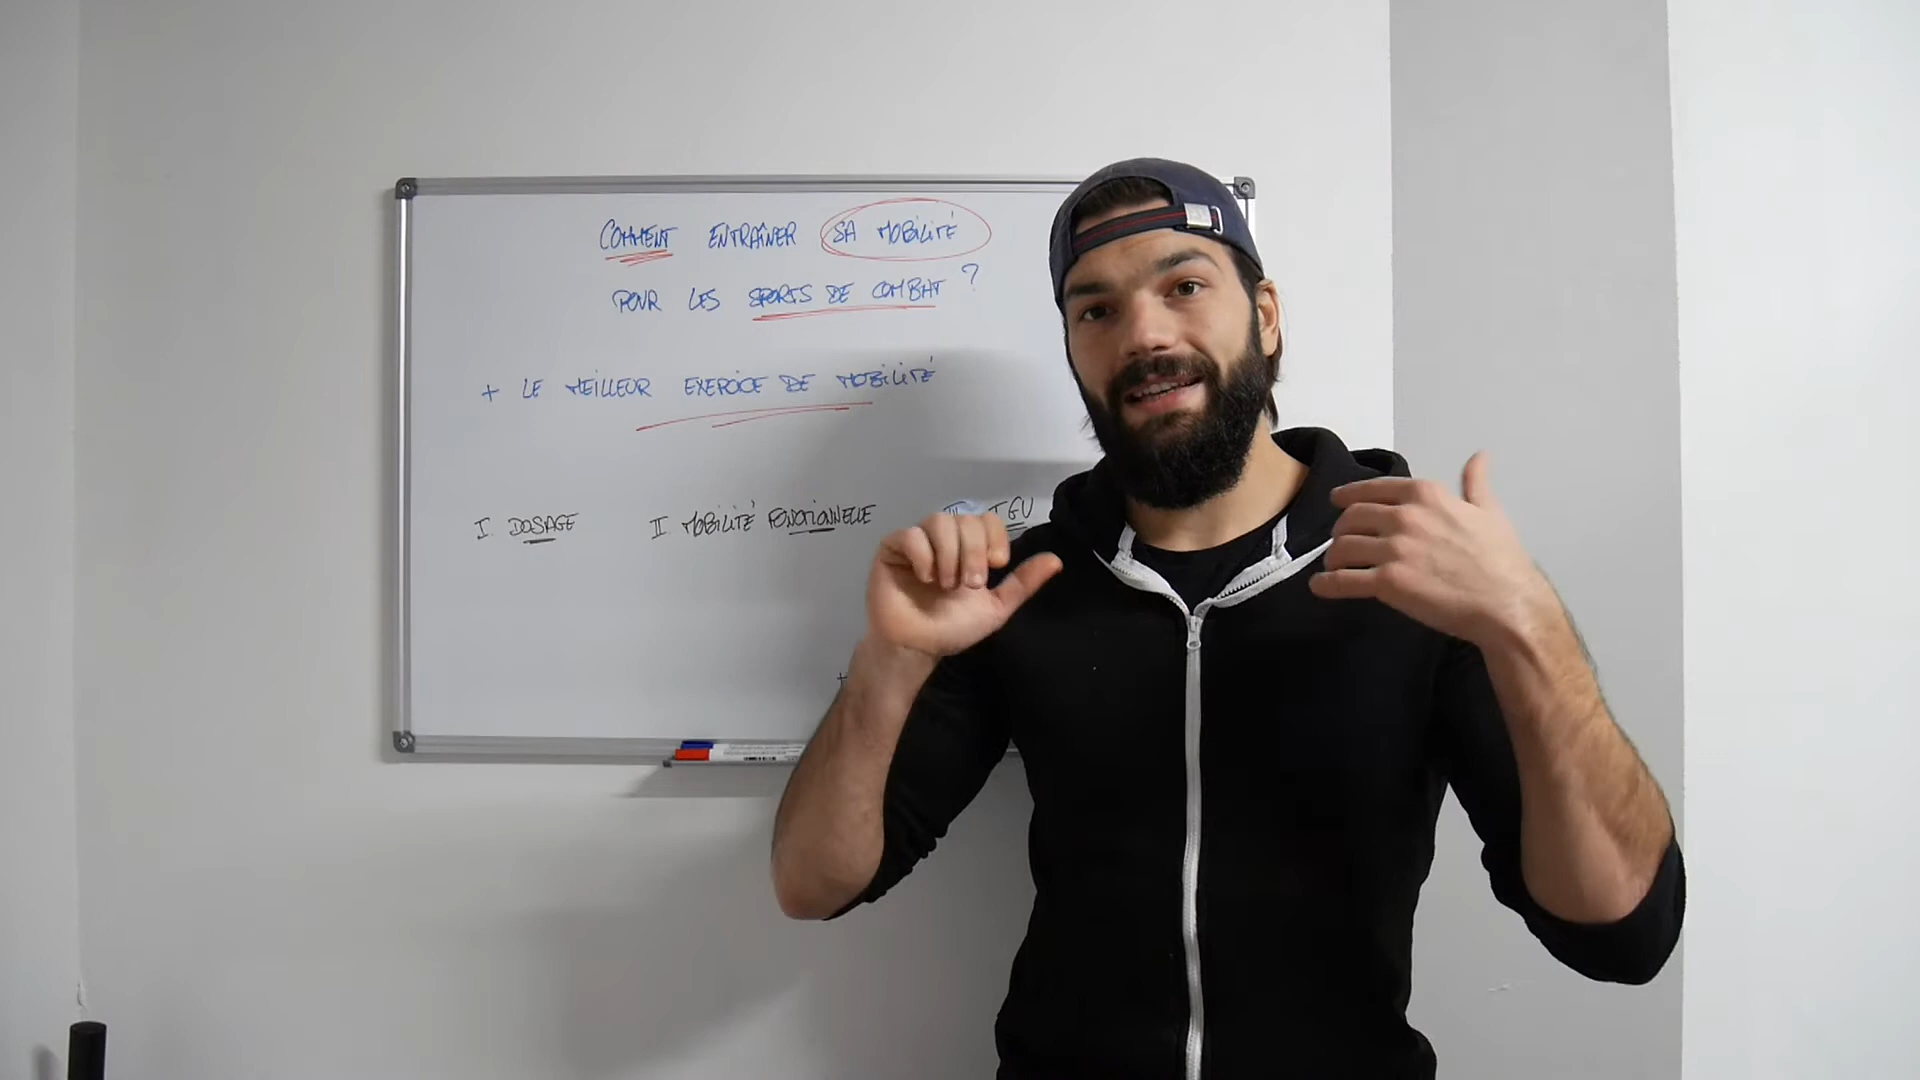 COMMENT ENTRAÎNER SA MOBILITÉ
POUR LES SPORTS DE COMBAT ?
+ LE MEILLEUR EXERCICE DE MOBILITÉ
I. DOSAGE II MOBILITÉ FONCTIONNELLE III TGU
+